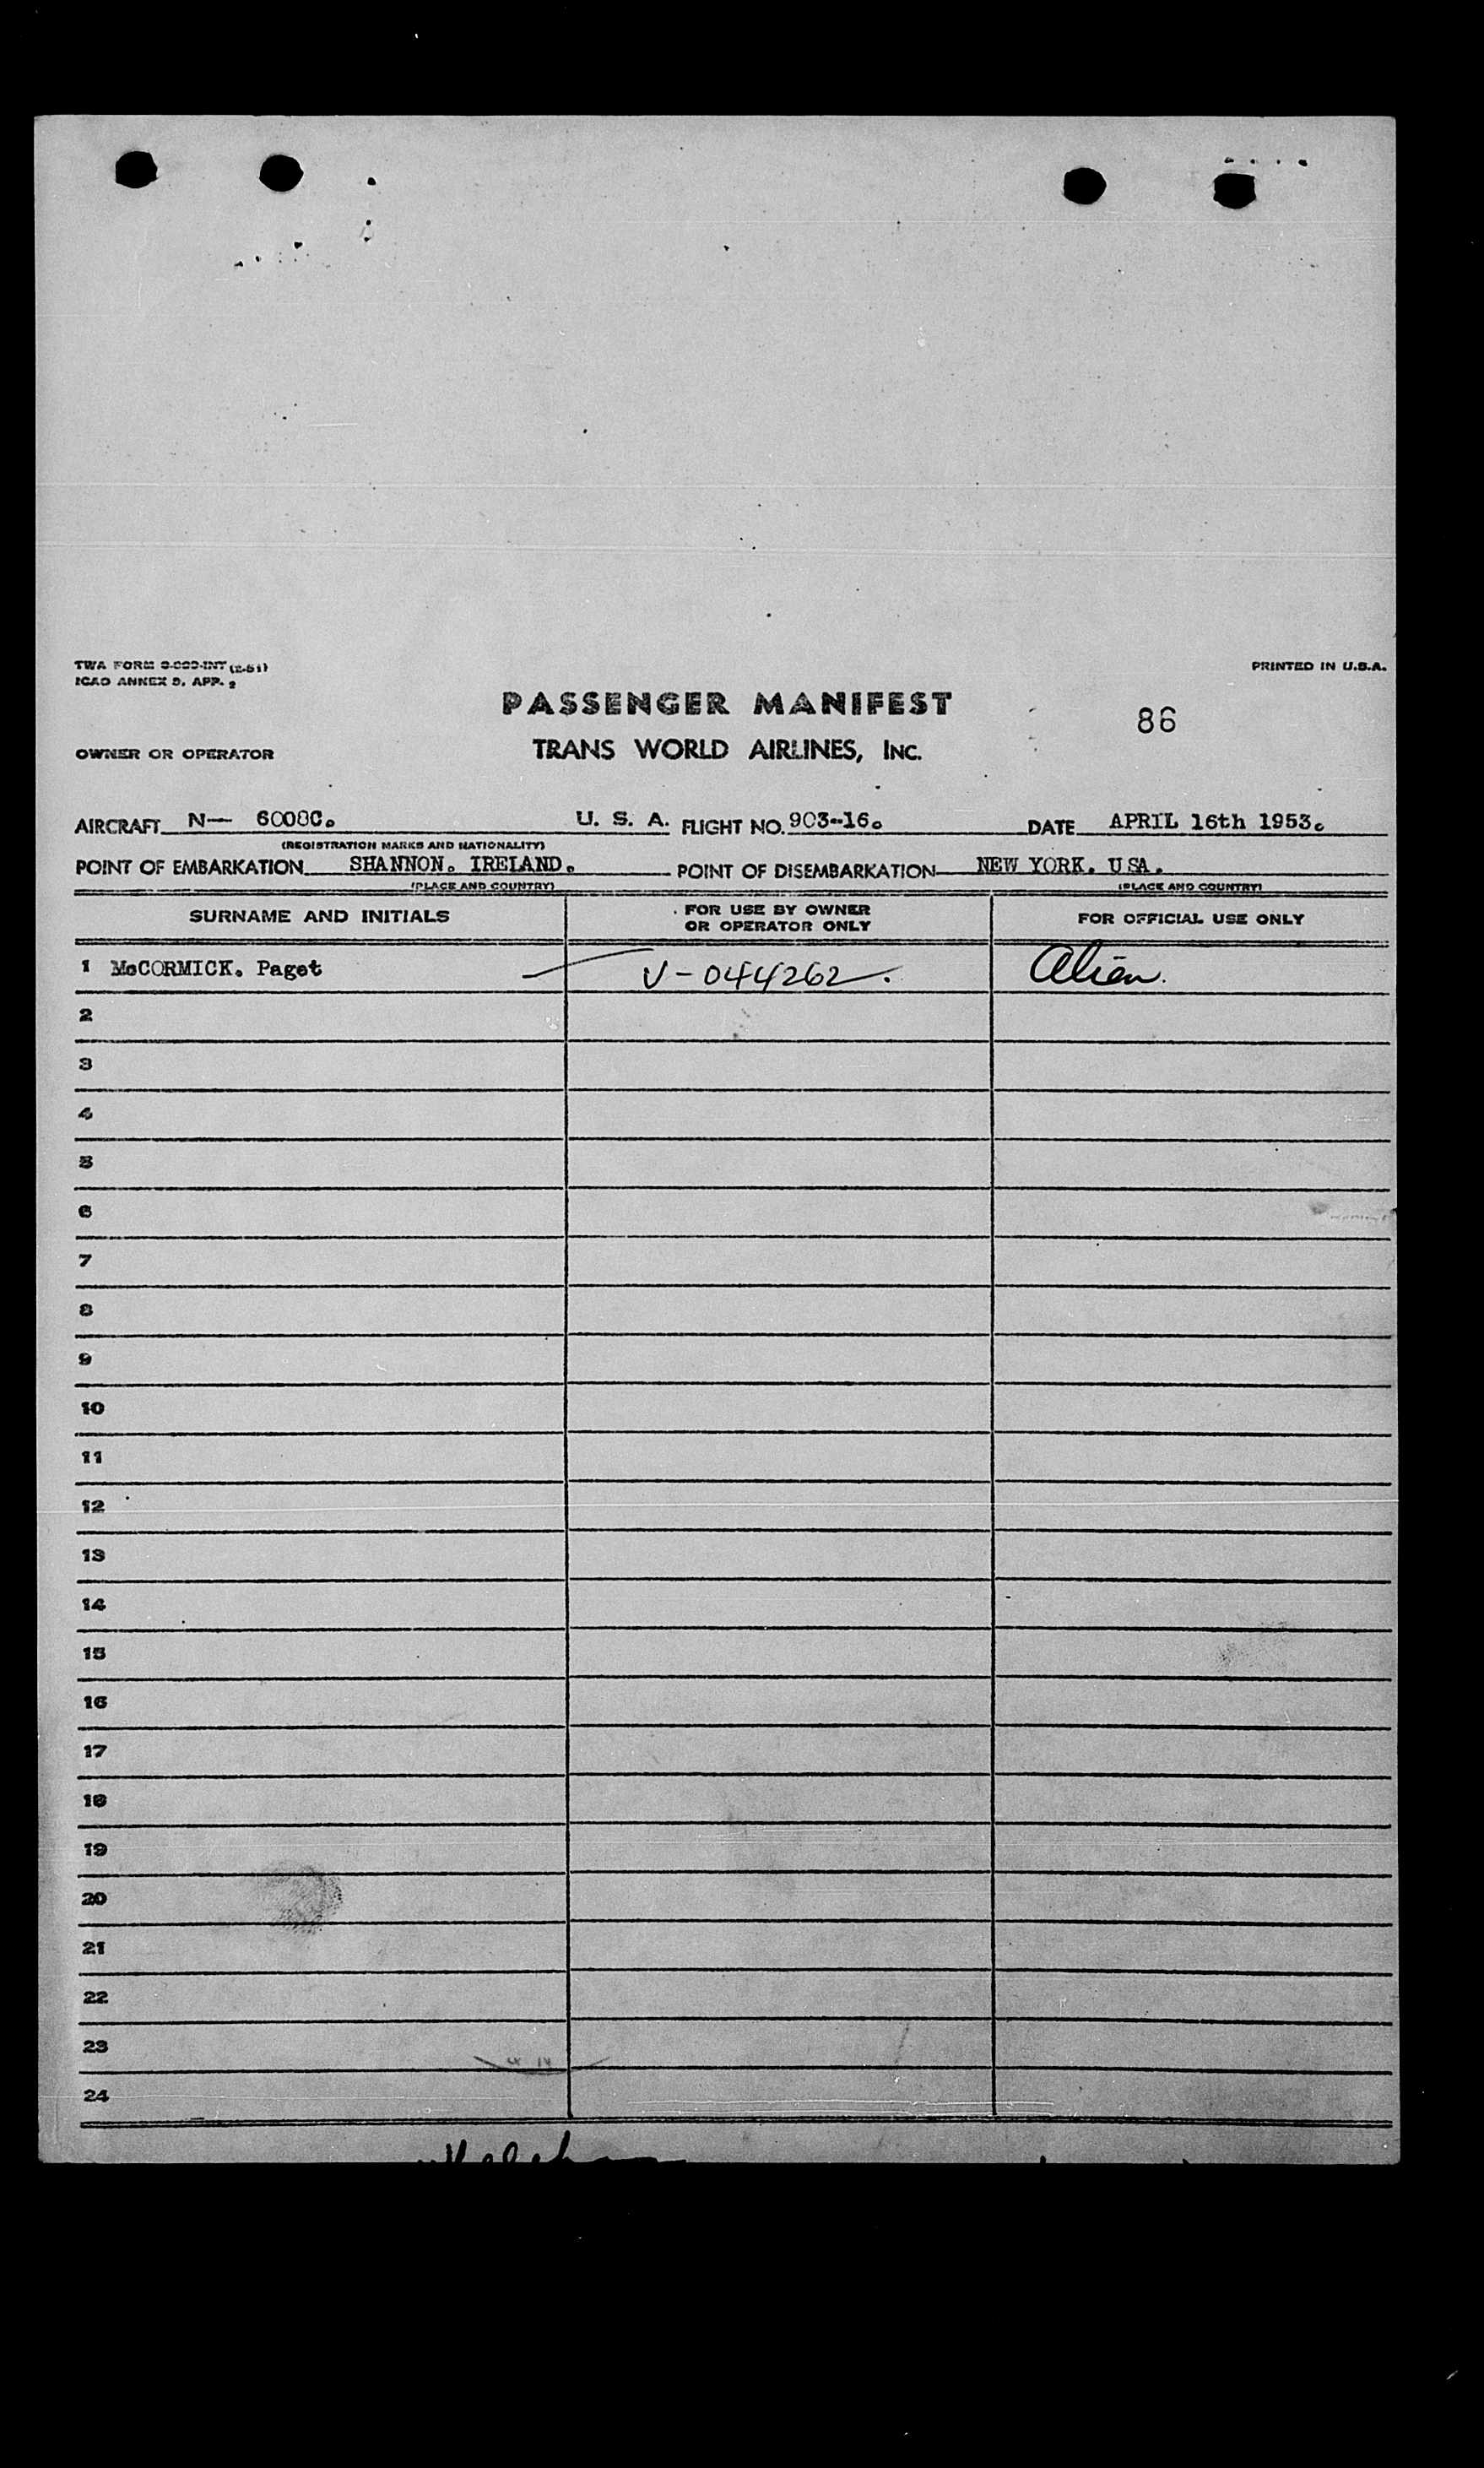 TWA FORM
ICAO ANNEX 9. APP. 2
PRINTED IN U.S.A.
PASSENGER MANIFEST
86
OWNER OR OPERATOR
TRANS WORLD AIRLINES, INC.
AIRCRAFT N— 6008C. U. S. A. FLIGHT NO. 903-16. DATE APRIL 16th 1953.
(REGISTRATION MARKS AND NATIONALITY)
POINT OF EMBARKATION SHANNON. IRELAND. POINT OF DISEMBARKATION NEW YORK. USA.
(PLACE AND COUNTRY) (PLACE AND COUNTRY)
SURNAME AND INITIALS FOR USE BY OWNER OR OPERATOR ONLY FOR OFFICIAL USE ONLY
1 McCORMICK. Paget V-044262. Alien.
2
3
4
5
6
7
8
9
10
11
12
13
14
15
16
17
18
19
20
21
22
23
24